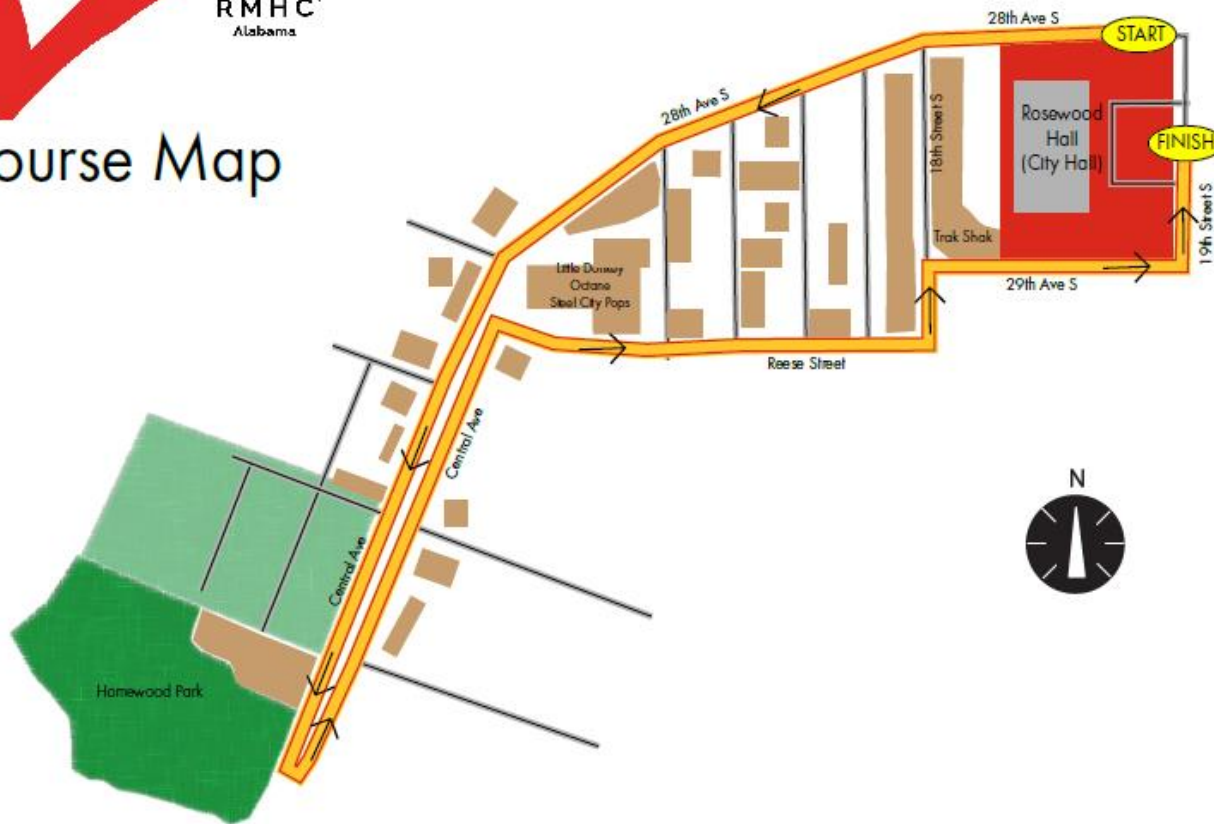 RMHC
Alabama
ourse Map
28th Ave S
START
28th Ave S
Rosewood
Hall
(City Hall)
FINISH
18th Street S
Trak Shak
19th Street S
29th Ave S
Little Donkey
Octane
Steel City Pops
Reese Street
Central Ave
Central Ave
Homewood Park
N